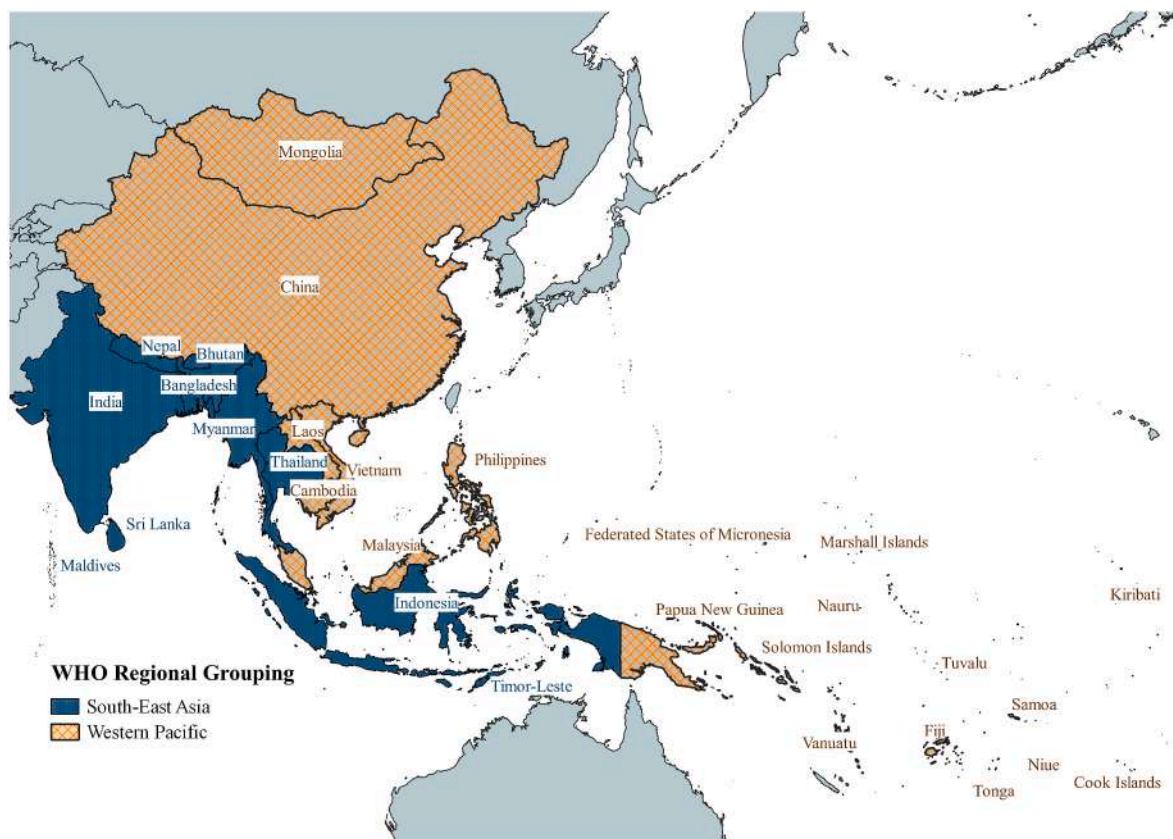 Mongolia
China
Nepal
Bhutan
Bangladesh
India
Myanmar
Laos
Thailand
Vietnam
Philippines
Cambodia
Sri Lanka
Maldives
Malaysia
Federated States of Micronesia
Marshall Islands
Indonesia
Papua New Guinea
Nauru
Kiribati
Solomon Islands
Tuvalu
Timor-Leste
Samoa
Vanuatu
Fiji
Niue
Tonga
Cook Islands
WHO Regional Grouping
South-East Asia
Western Pacific